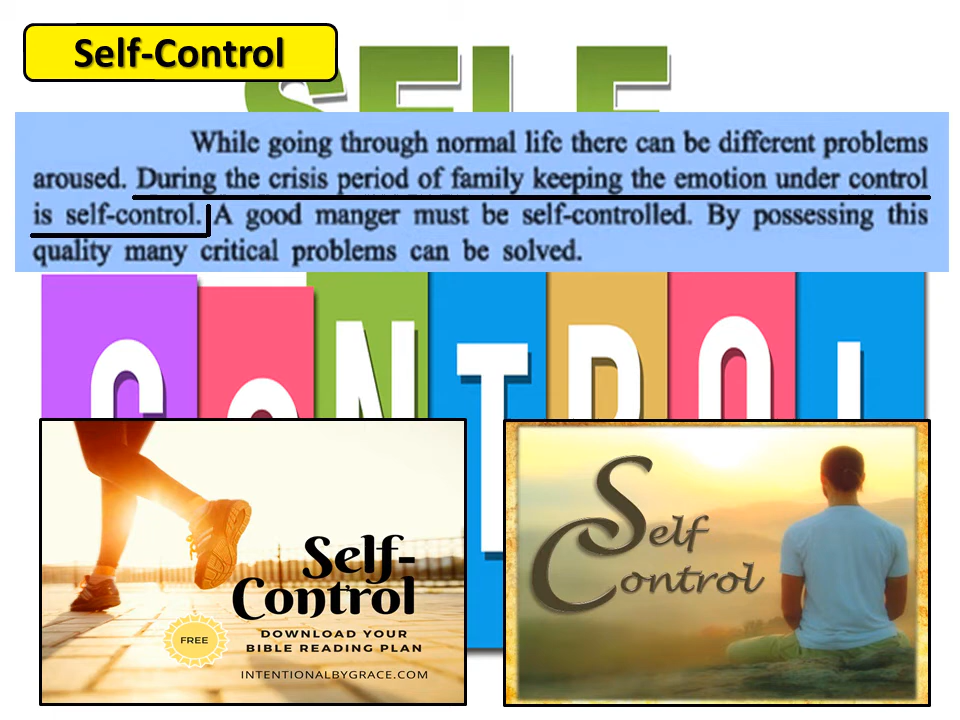 Self-Control
SELF
While going through normal life there can be different problems
aroused. During the crisis period of family keeping the emotion under control
is self-control. A good manger must be self-controlled. By possessing this
quality many critical problems can be solved.
CoNTROL
Self-
Control
FREE
DOWNLOAD YOUR
BIBLE READING PLAN
INTENTIONALBYGRACE.COM
Self
Control